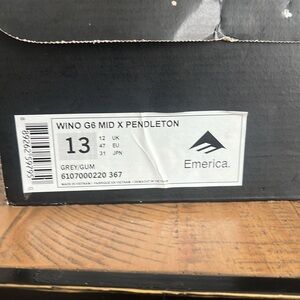 WINO G6 MID X PENDLETON
13 12 UK
47 EU
31 JPN
GREY/GUM
6107000220 367
Emerica.